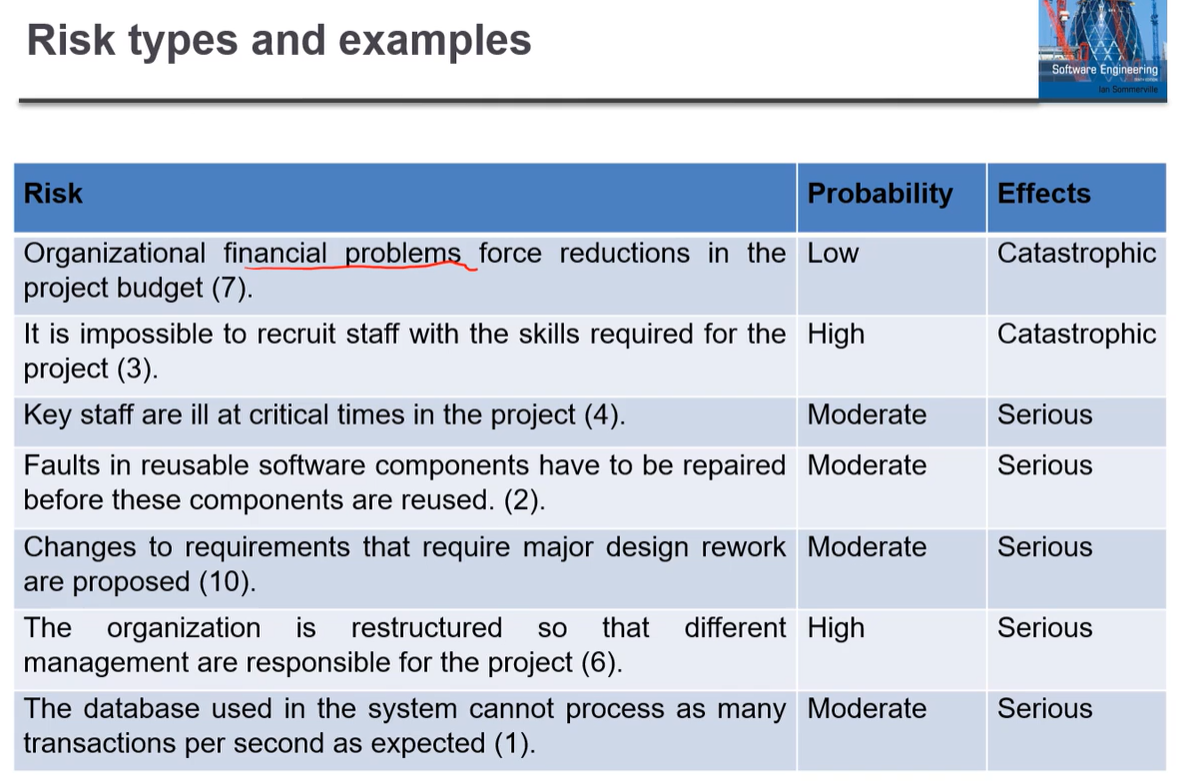 Risk types and examples
Software Engineering
Ian Sommerville
Risk Probability Effects
Organizational financial problems force reductions in the Low Catastrophic
project budget (7).
It is impossible to recruit staff with the skills required for the High Catastrophic
project (3).
Key staff are ill at critical times in the project (4). Moderate Serious
Faults in reusable software components have to be repaired Moderate Serious
before these components are reused. (2).
Changes to requirements that require major design rework Moderate Serious
are proposed (10).
The organization is restructured so that different High Serious
management are responsible for the project (6).
The database used in the system cannot process as many Moderate Serious
transactions per second as expected (1).